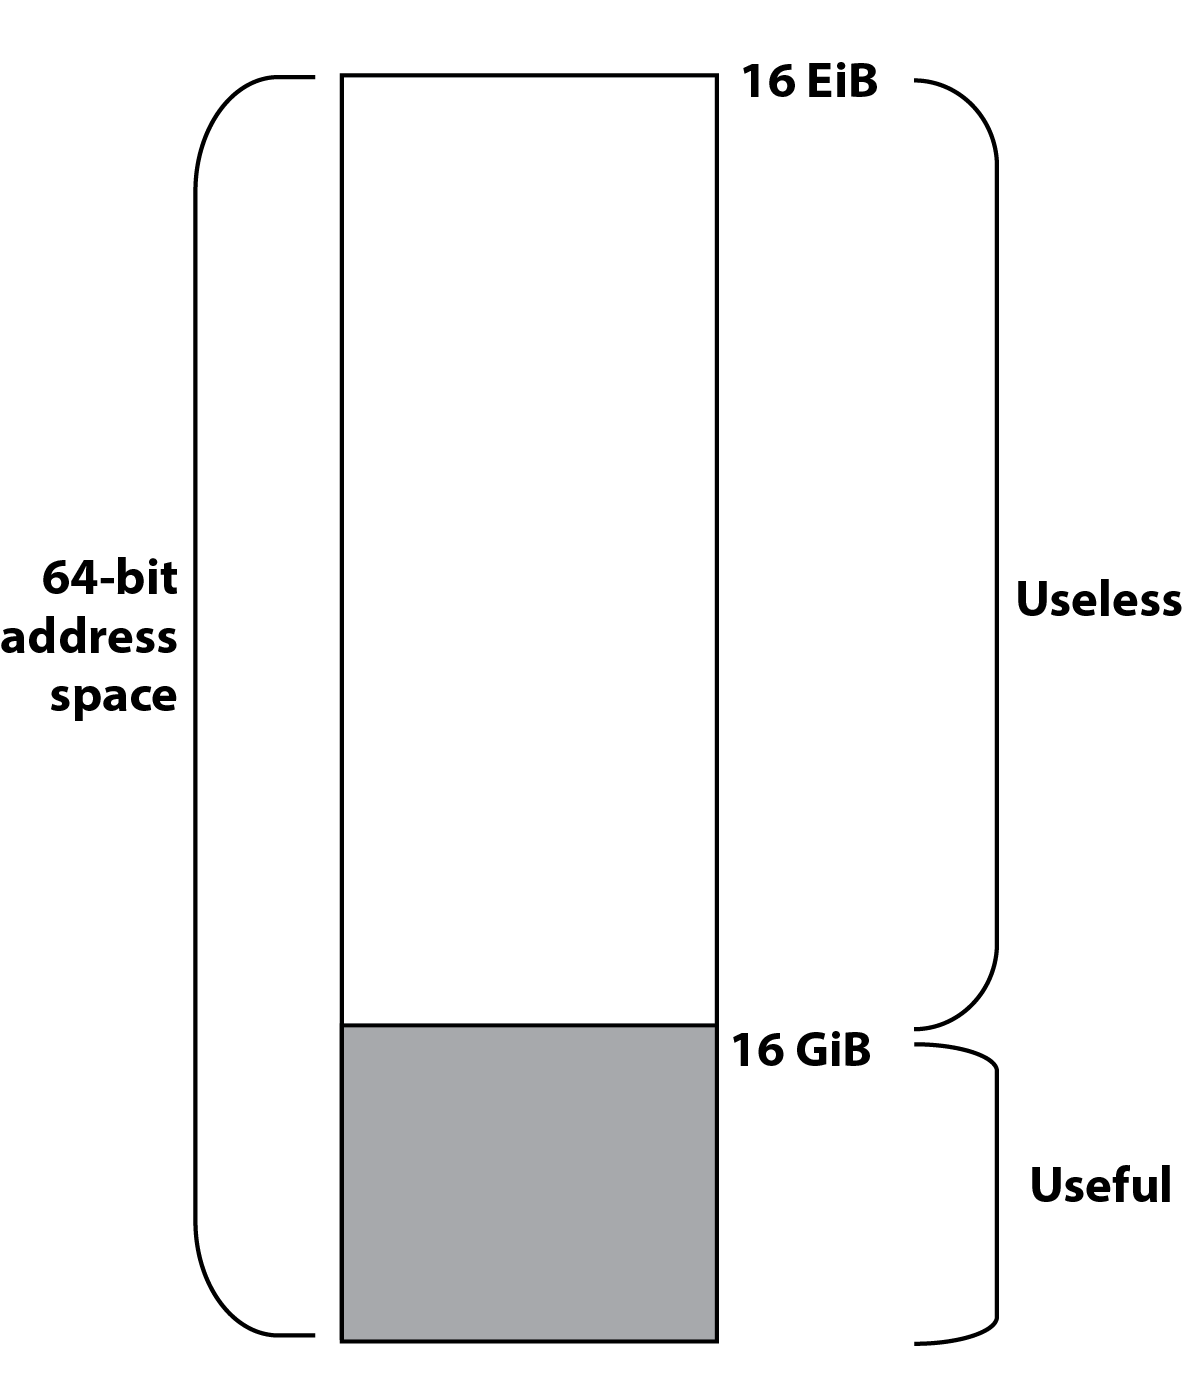 16 EiB
64-bit
address
space
Useless
16 GiB
Useful